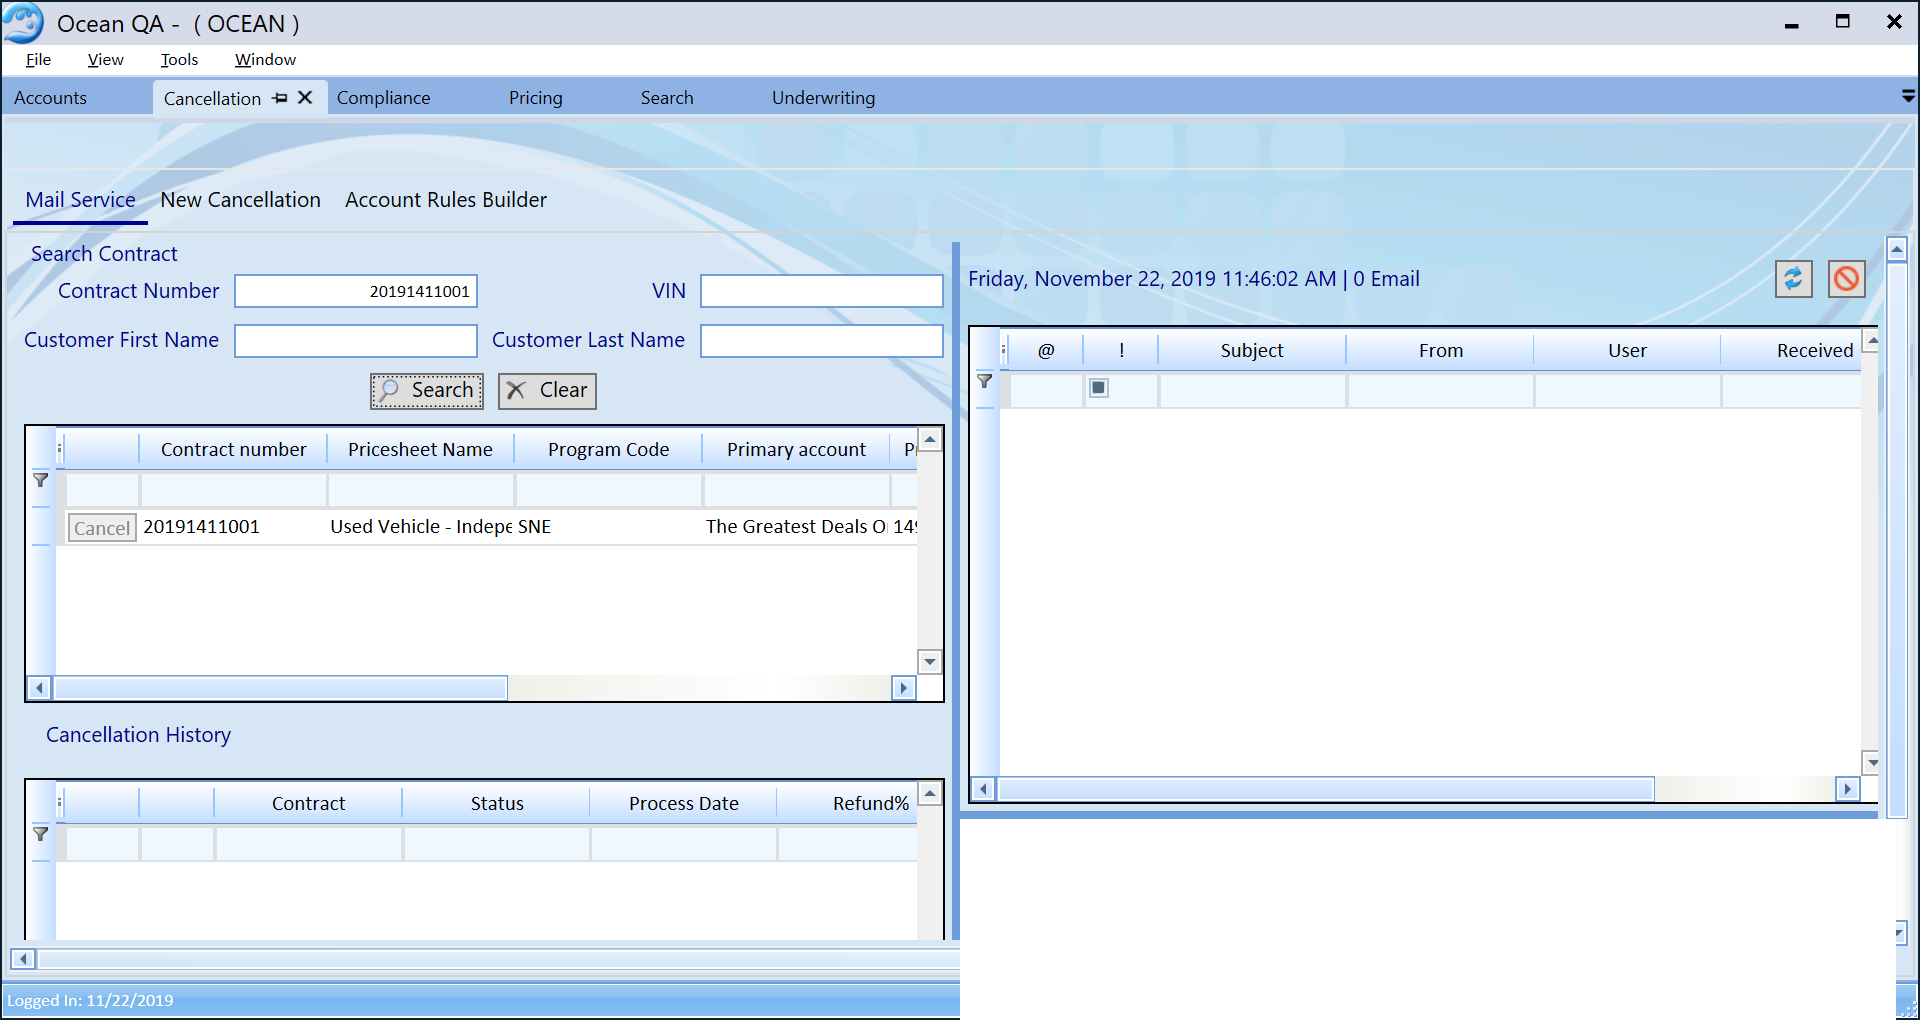 Ocean QA - ( OCEAN )
File View Tools Window
Accounts Cancellation Compliance Pricing Search Underwriting
Mail Service New Cancellation Account Rules Builder
Search Contract
Contract Number 20191411001 VIN
Customer First Name Customer Last Name
Search Clear
Contract number Pricesheet Name Program Code Primary account
Cancel 20191411001 Used Vehicle - Indepe SNE The Greatest Deals O 149
Cancellation History
Contract Status Process Date Refund%
Friday, November 22, 2019 11:46:02 AM | 0 Email
@ ! Subject From User Received
Logged In: 11/22/2019